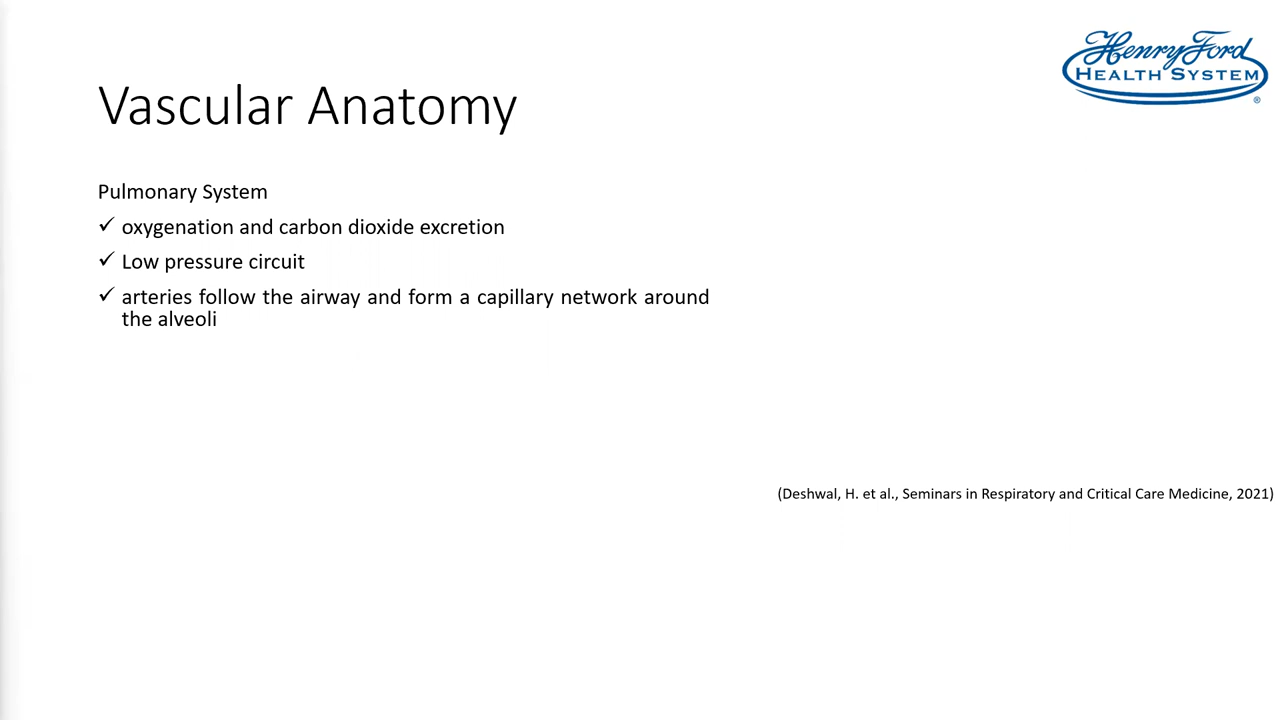 Henry Ford
HEALTH SYSTEM
®
Vascular Anatomy
Pulmonary System
✓ oxygenation and carbon dioxide excretion
✓ Low pressure circuit
✓ arteries follow the airway and form a capillary network around
the alveoli
(Deshwal, H. et al., Seminars in Respiratory and Critical Care Medicine, 2021)